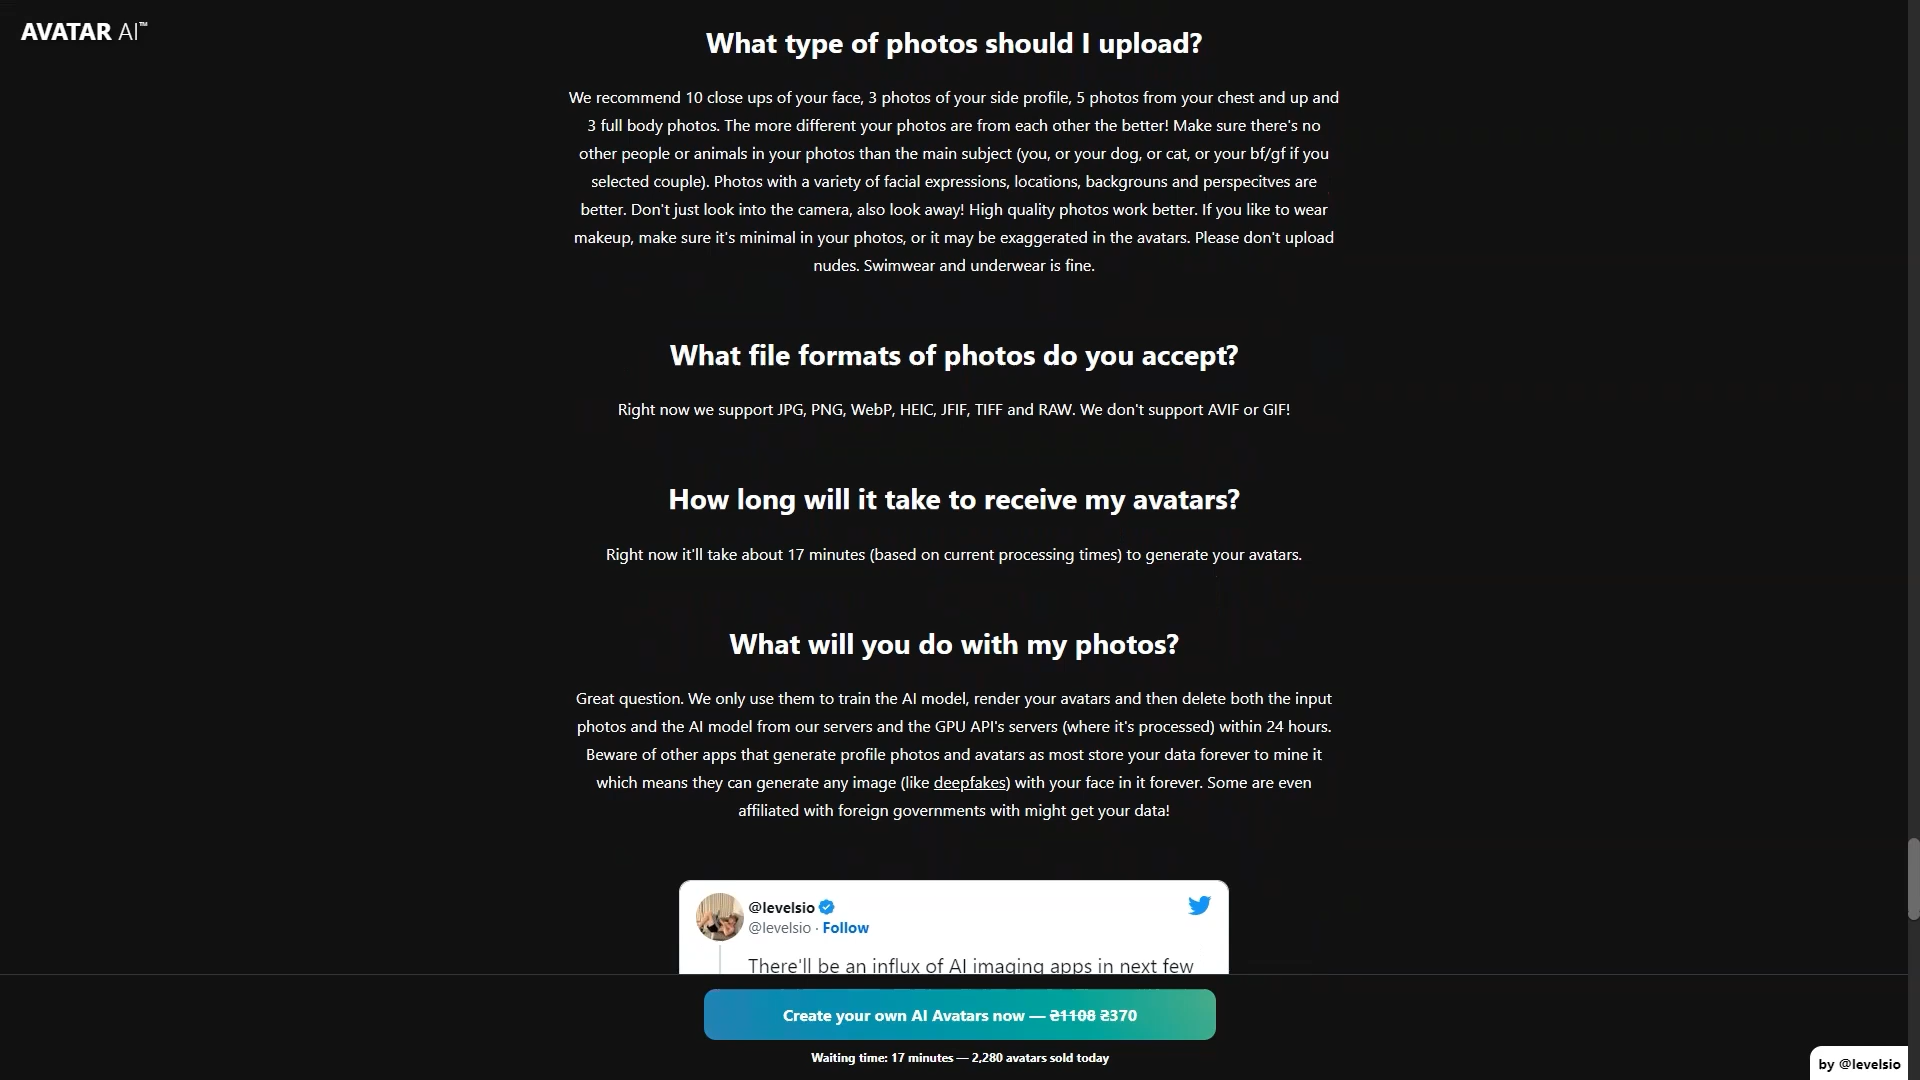 AVATAR AI™
What type of photos should I upload?
We recommend 10 close ups of your face, 3 photos of your side profile, 5 photos from your chest and up and
3 full body photos. The more different your photos are from each other the better! Make sure there's no
other people or animals in your photos than the main subject (you, or your dog, or cat, or your bf/gf if you
selected couple). Photos with a variety of facial expressions, locations, backgrouns and perspecitves are
better. Don't just look into the camera, also look away! High quality photos work better. If you like to wear
makeup, make sure it's minimal in your photos, or it may be exaggerated in the avatars. Please don't upload
nudes. Swimwear and underwear is fine.
What file formats of photos do you accept?
Right now we support JPG, PNG, WebP, HEIC, JFIF, TIFF and RAW. We don't support AVIF or GIF!
How long will it take to receive my avatars?
Right now it'll take about 17 minutes (based on current processing times) to generate your avatars.
What will you do with my photos?
Great question. We only use them to train the AI model, render your avatars and then delete both the input
photos and the AI model from our servers and the GPU API's servers (where it's processed) within 24 hours.
Beware of other apps that generate profile photos and avatars as most store your data forever to mine it
which means they can generate any image (like deepfakes) with your face in it forever. Some are even
affiliated with foreign governments with might get your data!
@levelsio
@levelsio · Follow
There'll be an influx of AI imaging apps in next few
Create your own AI Avatars now — ₴1108 ₴370
Waiting time: 17 minutes — 2,280 avatars sold today
by @levelsio